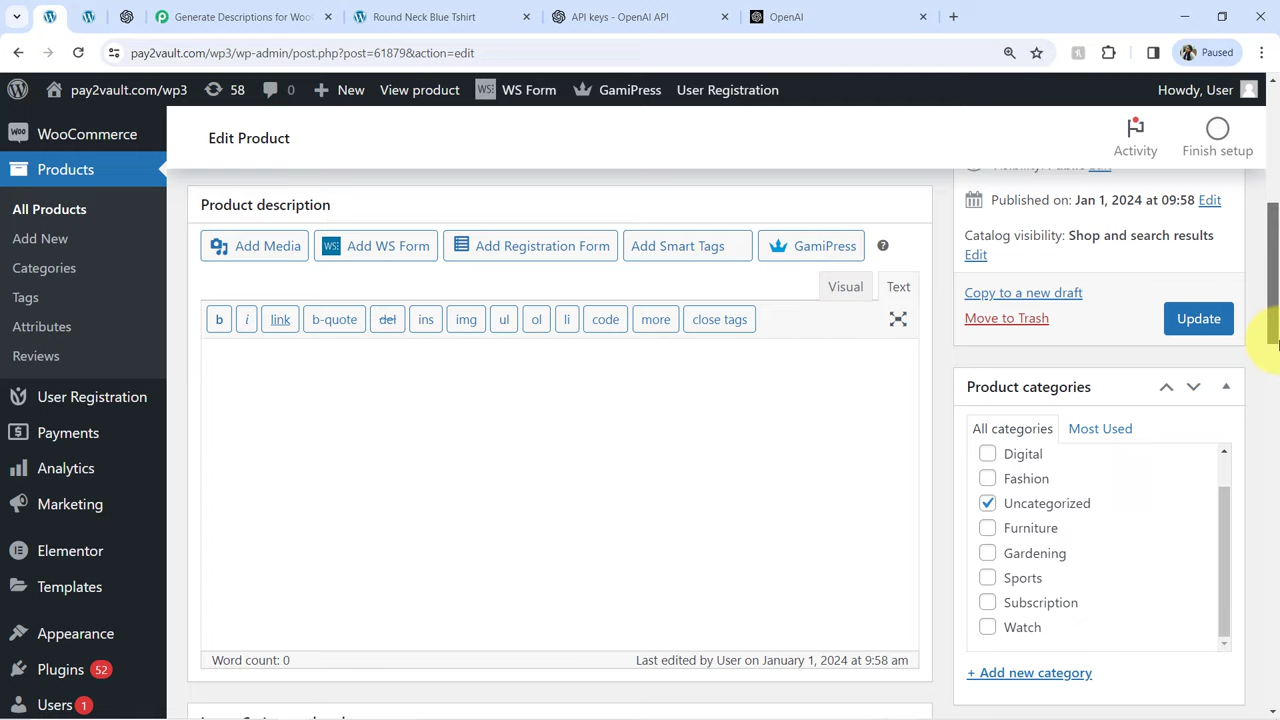 Generate Descriptions for WooC
Round Neck Blue Tshirt
API keys - OpenAI API
OpenAI
pay2vault.com/wp3/wp-admin/post.php?post=61879&action=edit
Paused
pay2vault.com/wp3
58
0
New
View product
WS Form
GamiPress
User Registration
Howdy, User
WooCommerce
Products
All Products
Add New
Categories
Tags
Attributes
Reviews
User Registration
Payments
Analytics
Marketing
Elementor
Templates
Appearance
Plugins 52
Users 1
Edit Product
Activity
Finish setup
Product description
Add Media
WS Add WS Form
Add Registration Form
Add Smart Tags
GamiPress
Visual
Text
b
i
link
b-quote
del
ins
img
ul
ol
li
code
more
close tags
Word count: 0
Last edited by User on January 1, 2024 at 9:58 am
Published on: Jan 1, 2024 at 09:58 Edit
Catalog visibility: Shop and search results
Edit
Copy to a new draft
Move to Trash
Update
Product categories
All categories
Most Used
Digital
Fashion
Uncategorized
Furniture
Gardening
Sports
Subscription
Watch
+ Add new category